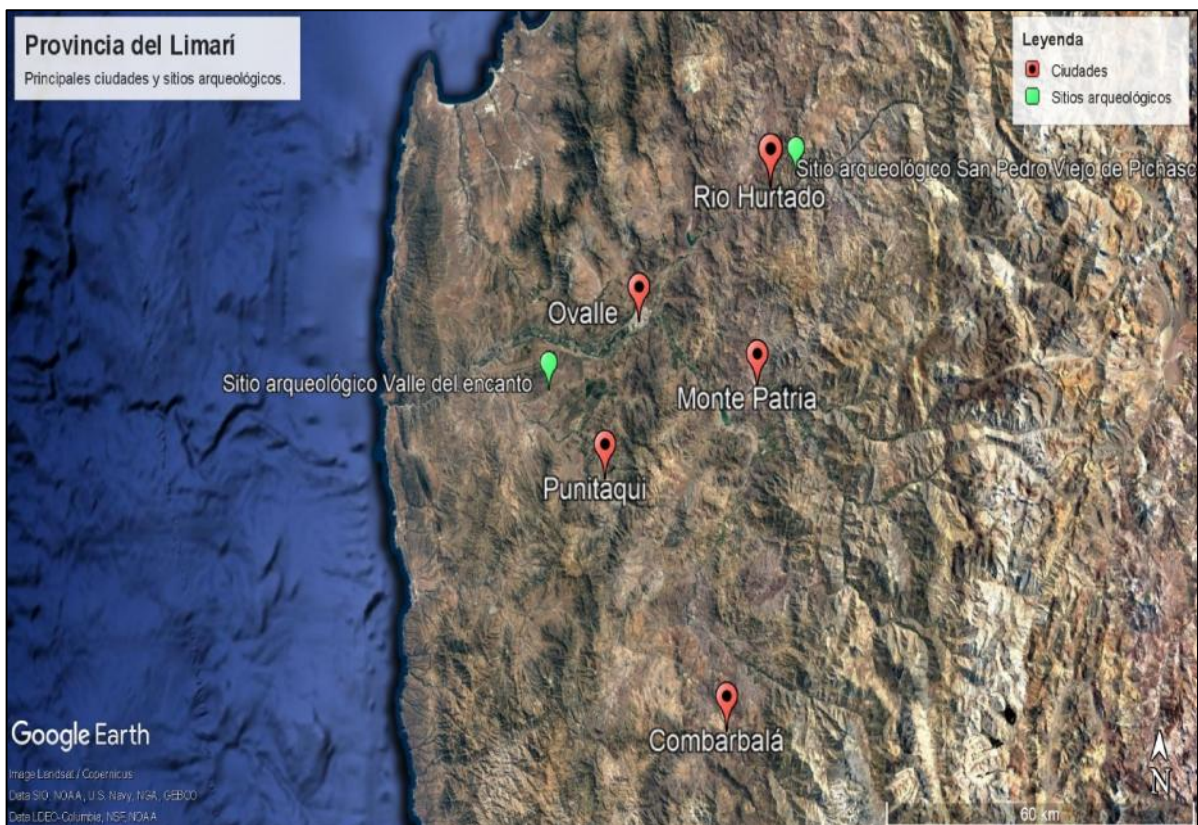 Provincia del Limarí
Principales ciudades y sitios arqueológicos.
Leyenda
Ciudades
Sitios arqueológicos
Sitio arqueológico San Pedro Viejo de Pichasc
Rio Hurtado
Ovalle
Sitio arqueológico Valle del encanto
Monte Patria
Punitaqui
Combarbalá
Google Earth
Image Landsat / Copernicus
Data SIO, NOAA, U.S. Navy, NGA, GEBCO
Data LDEO-Columbia, NSF, NOAA
N
60 km